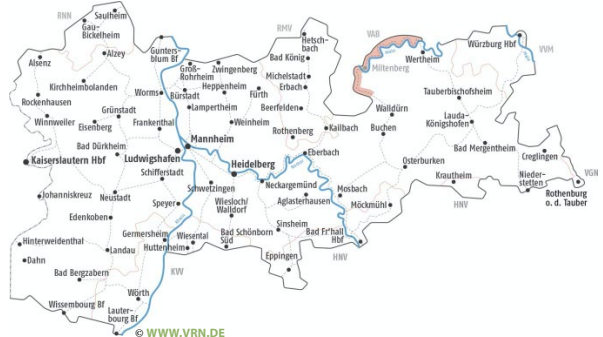 RNN
Saulheim
Gau-
Bickelheim
Alsenz
Alzey
Gunters-
blum Bf
RMV
Hetsch-
bach
Bad König
VAB
Miltenberg
Wertheim
Würzburg Hbf
VVM
Groß-
Rohrheim
Zwingenberg
Michelstadt
Erbach
Kirchheimbolanden
Worms
Bürstadt
Heppenheim
Fürth
Rockenhausen
Tauberbischofsheim
Grünstadt
Lampertheim
Beerfelden
Walldürn
Winnweiler
Eisenberg
Frankenthal
Weinheim
Kailbach
Buchen
Lauda-
Königshofen
Rothenberg
Bad Dürkheim
Mannheim
Bad Mergentheim
Kaiserslautern Hbf
Ludwigshafen
Heidelberg
Eberbach
Neckar
Osterburken
Creglingen
Schifferstadt
Krautheim
Nieder-
stetten
VGN
Johanniskreuz
Neustadt
Schwetzingen
Neckargemünd
Mosbach
Rothenburg
o. d. Tauber
Speyer
Wiesloch/
Walldorf
Aglasterhausen
Möckmühl
HNV
Edenkoben
Rhein
Sinsheim
Germersheim
Wiesental
Bad Schönborn
Süd
Bad Fr'hall
Hbf
Hinterweidenthal
Landau
Huttenheim
Eppingen
HNV
Dahn
Bad Bergzabern
KVV
Wörth
Wissembourg Bf
Lauter-
bourg Bf
© WWW.VRN.DE